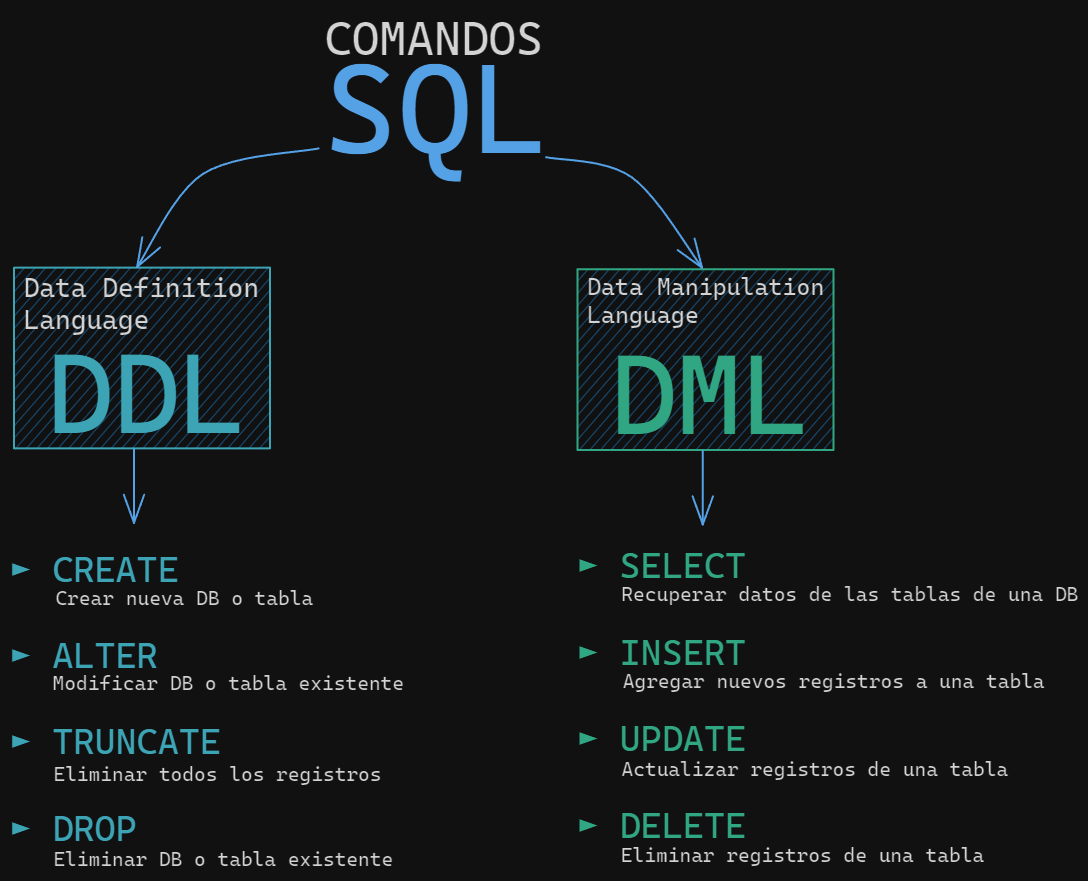 COMANDOS
SQL
Data Definition
Language
DDL
► CREATE
Crear nueva DB o tabla
► ALTER
Modificar DB o tabla existente
► TRUNCATE
Eliminar todos los registros
► DROP
Eliminar DB o tabla existente
Data Manipulation
Language
DML
► SELECT
Recuperar datos de las tablas de una DB
► INSERT
Agregar nuevos registros a una tabla
► UPDATE
Actualizar registros de una tabla
► DELETE
Eliminar registros de una tabla